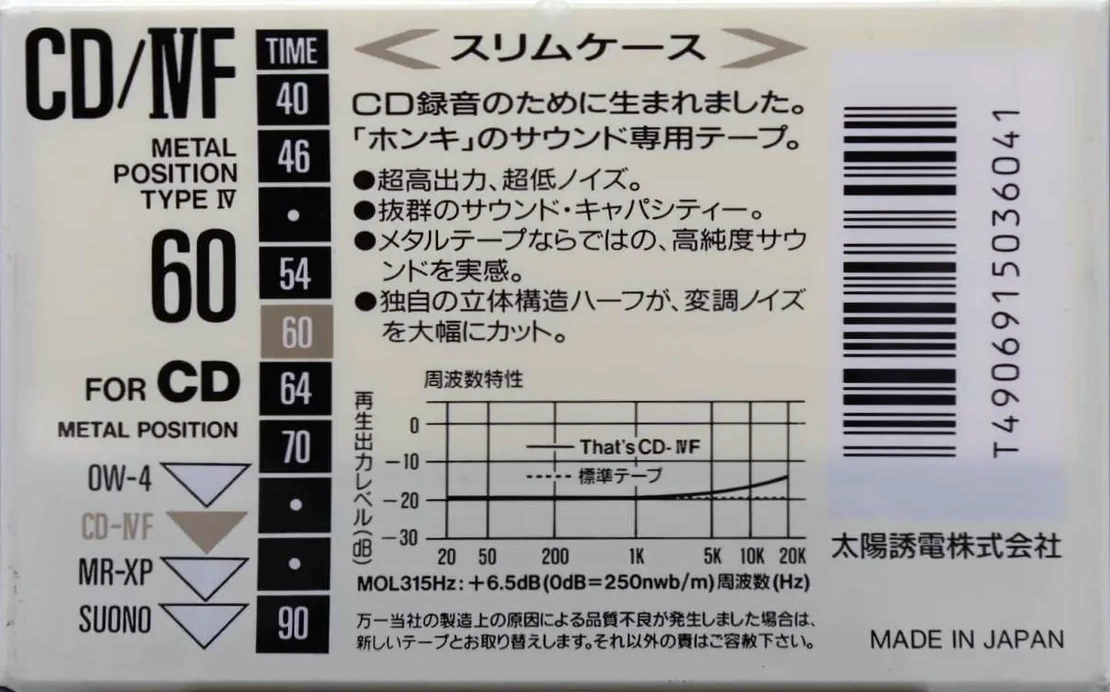 CD/ⅣF
METAL
POSITION
TYPE Ⅳ
60
FOR CD
METAL POSITION
OW-4
CD-ⅣF
MR-XP
SUONO
TIME
40
46
•
54
60
64
70
•
•
90
スリムケース
CD録音のために生まれました。
「ホンキ」のサウンド専用テープ。
●超高出力、超低ノイズ。
●抜群のサウンド・キャパシティー。
●メタルテープならではの、高純度サウ
ンドを実感。
●独自の立体構造ハーフが、変調ノイズ
を大幅にカット。
周波数特性
再生出力レベル(dB)
0
−10
−20
−30
That's CD-ⅣF
標準テープ
20 50 200 1K 5K 10K 20K
MOL315Hz:+6.5dB(0dB=250nwb/m)周波数(Hz)
万一当社の製造上の原因による品質不良が発生しました場合は、
新しいテープとお取り替えします。それ以外の責はご容赦下さい。
T4906915036041
太陽誘電株式会社
MADE IN JAPAN